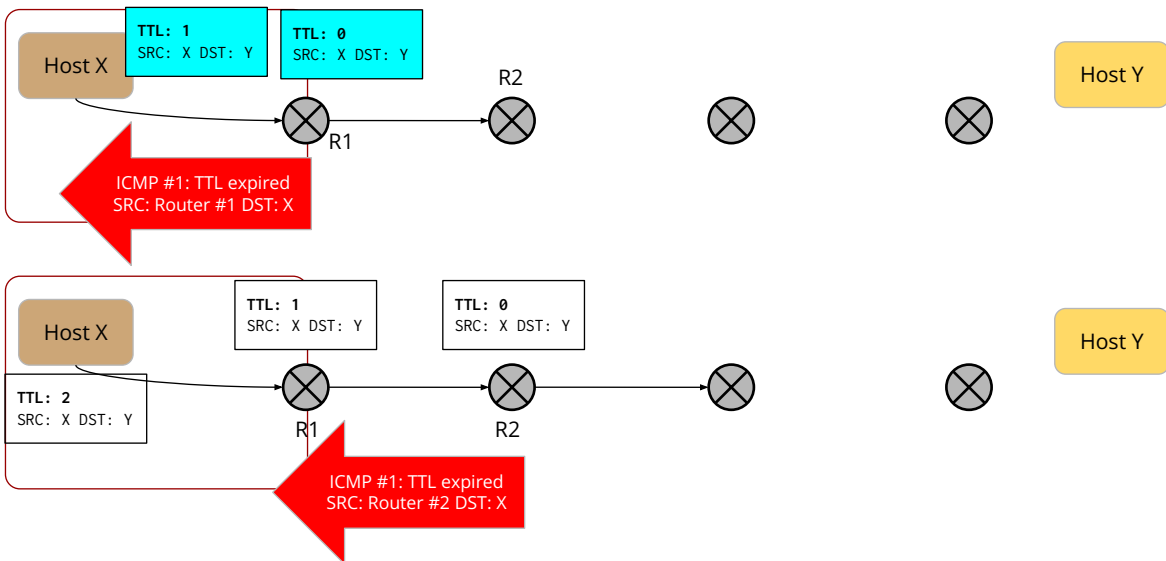 Host X
TTL: 1
SRC: X DST: Y
TTL: 0
SRC: X DST: Y
R2
Host Y
R1
ICMP #1: TTL expired
SRC: Router #1 DST: X
Host X
TTL: 1
SRC: X DST: Y
TTL: 0
SRC: X DST: Y
Host Y
TTL: 2
SRC: X DST: Y
R1
R2
ICMP #1: TTL expired
SRC: Router #2 DST: X